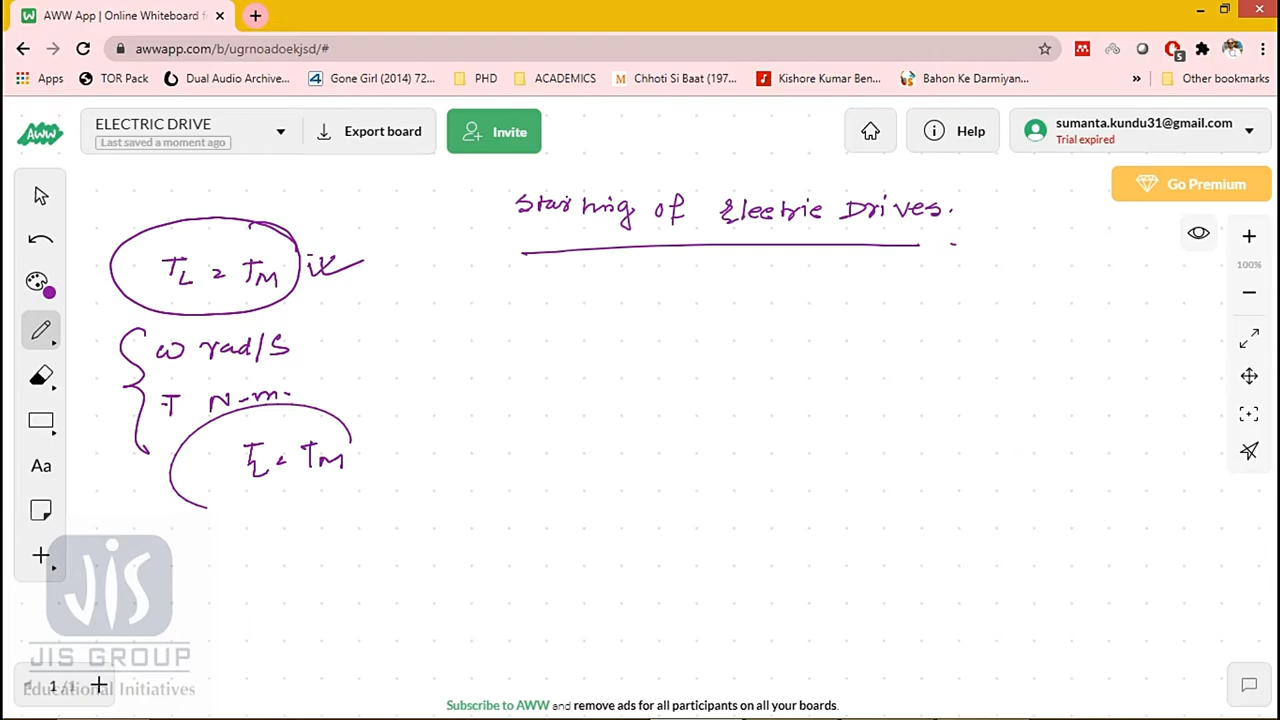 AWW App | Online Whiteboard f
awwapp.com/b/ugrnoadoekjsd/#
5
Apps TOR Pack Dual Audio Archive... Gone Girl (2014) 72... PHD ACADEMICS Chhoti Si Baat (197... Kishore Kumar Ben... Bahon Ke Darmiyan... » Other bookmarks
AWW ELECTRIC DRIVE Last saved a moment ago Export board Invite Help sumanta.kundu31@gmail.com Trial expired
Go Premium
Starting of Electric Drives.
TL = TM
100%
ω rad/S
T N-m.
TL = TM
Aa
JIS
JIS GROUP
Educational Initiatives
1
Subscribe to AWW and remove ads for all participants on all your boards.